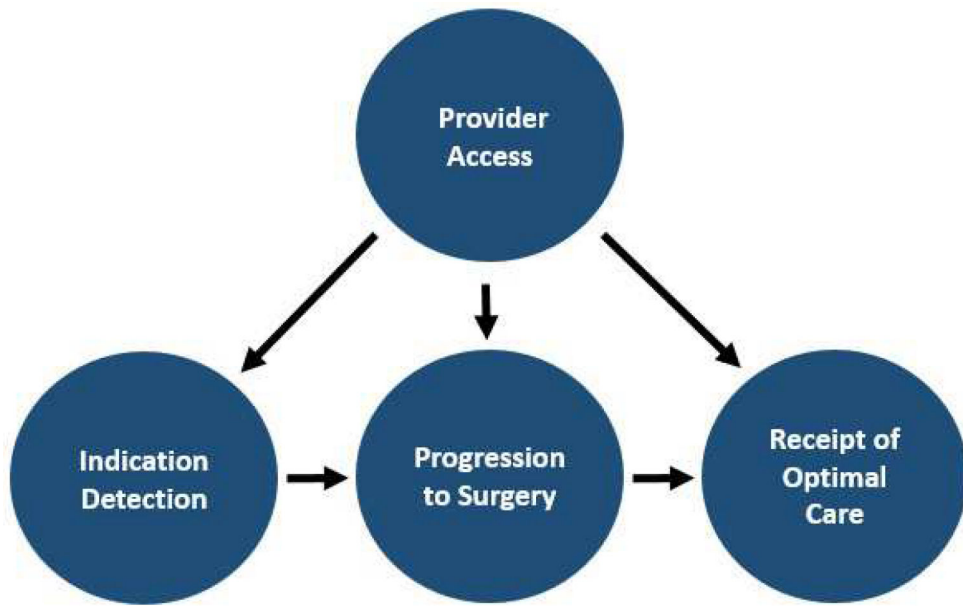 Provider
Access
Indication
Detection
Progression
to Surgery
Receipt of
Optimal
Care